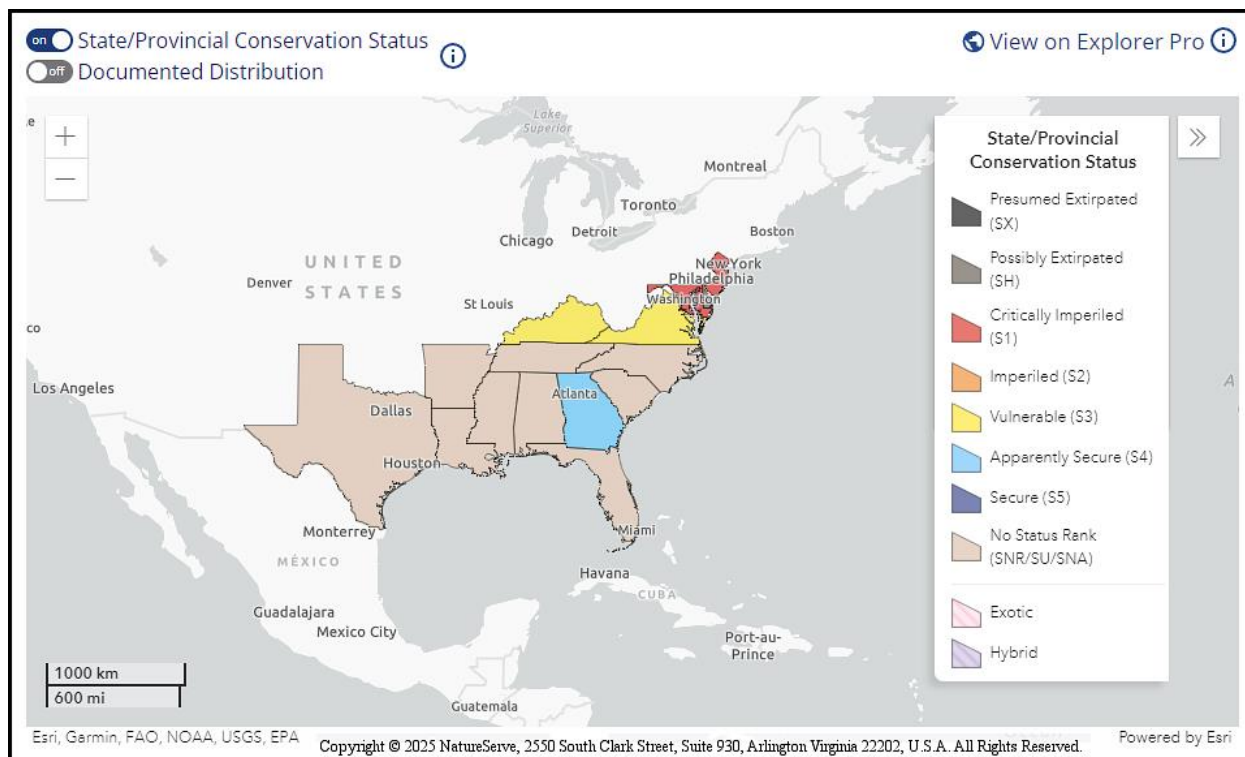 on State/Provincial Conservation Status
off Documented Distribution
View on Explorer Pro
+
−
Lake
Superior
Montreal
Toronto
Detroit
Boston
Chicago
UNITED
STATES
New York
Philadelphia
Denver
St Louis
Washington
co
Los Angeles
Atlanta
A
Dallas
Houston
Monterrey
Miami
MÉXICO
Havana
CUBA
Guadalajara
Mexico City
Port-au-
Prince
Guatemala
1000 km
600 mi
State/Provincial
Conservation Status
Presumed Extirpated
(SX)
Possibly Extirpated
(SH)
Critically Imperiled
(S1)
Imperiled (S2)
Vulnerable (S3)
Apparently Secure (S4)
Secure (S5)
No Status Rank
(SNR/SU/SNA)
Exotic
Hybrid
Esri, Garmin, FAO, NOAA, USGS, EPA
Copyright © 2025 NatureServe, 2550 South Clark Street, Suite 930, Arlington Virginia 22202, U.S.A. All Rights Reserved.
Powered by Esri